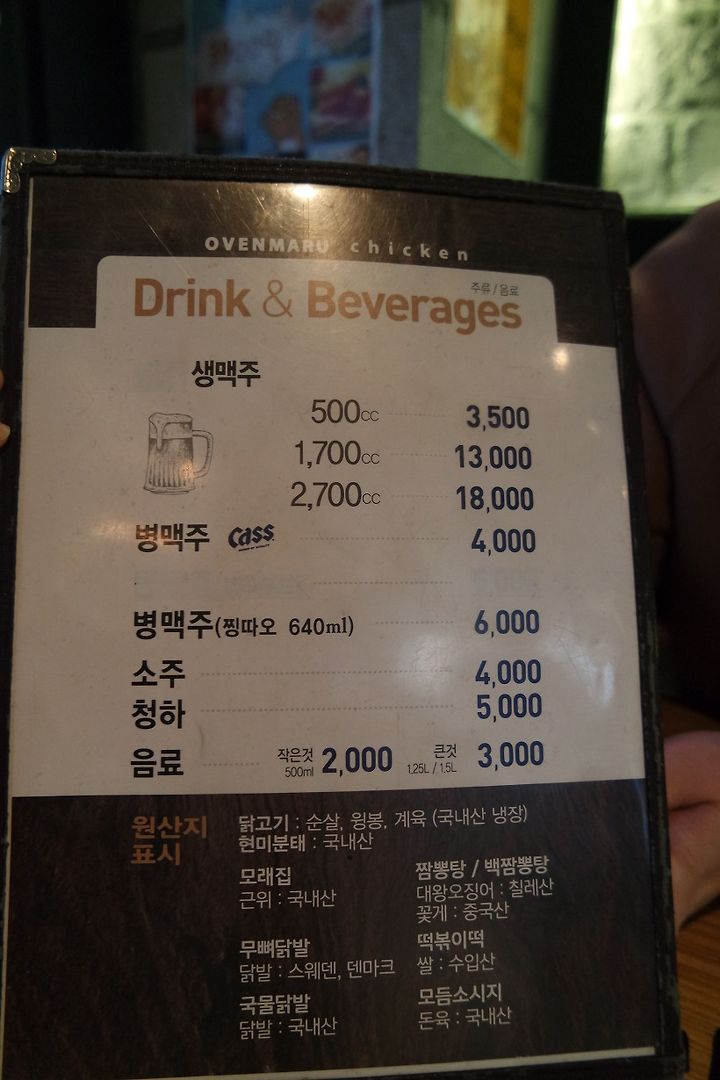 OVENMARU chicken
Drink & Beverages 주류 / 음료
생맥주
500cc 3,500
1,700cc 13,000
2,700cc 18,000
병맥주 Cass 4,000
병맥주(찡따오 640ml) 6,000
소주 4,000
청하 5,000
음료 작은것 500ml 2,000 큰것 1.25L / 1.5L 3,000
원산지 표시
닭고기 : 순살, 윙봉, 계육 (국내산 냉장)
현미분태 : 국내산
모래집
근위 : 국내산
짬뽕탕 / 백짬뽕탕
대왕오징어 : 칠레산
꽃게 : 중국산
무뼈닭발
닭발 : 스웨덴, 덴마크
떡볶이떡
쌀 : 수입산
국물닭발
닭발 : 국내산
모듬소시지
돈육 : 국내산